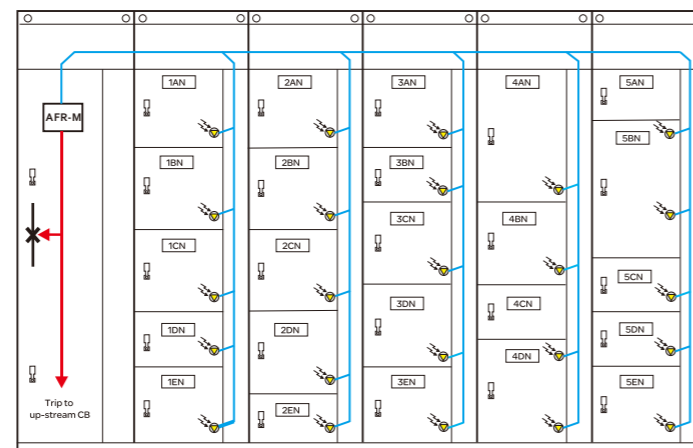 AFR-M
Trip to
up-stream CB
1AN
1BN
1CN
1DN
1EN
2AN
2BN
2CN
2DN
2EN
3AN
3BN
3CN
3DN
3EN
4AN
4BN
4CN
4DN
5AN
5BN
5CN
5DN
5EN